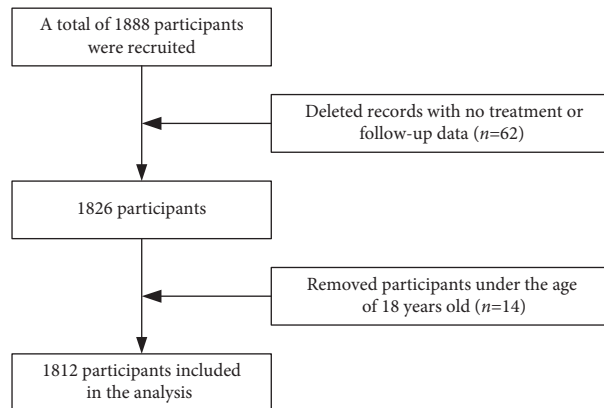 A total of 1888 participants
were recruited
Deleted records with no treatment or
follow-up data (n=62)
1826 participants
Removed participants under the age
of 18 years old (n=14)
1812 participants included
in the analysis